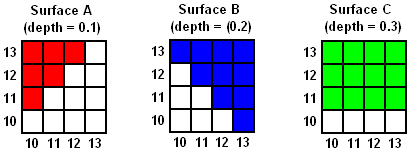 Surface A Surface B Surface C
(depth = 0.1) (depth = (0.2) (depth = 0.3)
13 13 13
12 12 12
11 11 11
10 10 10
10 11 12 13 10 11 12 13 10 11 12 13